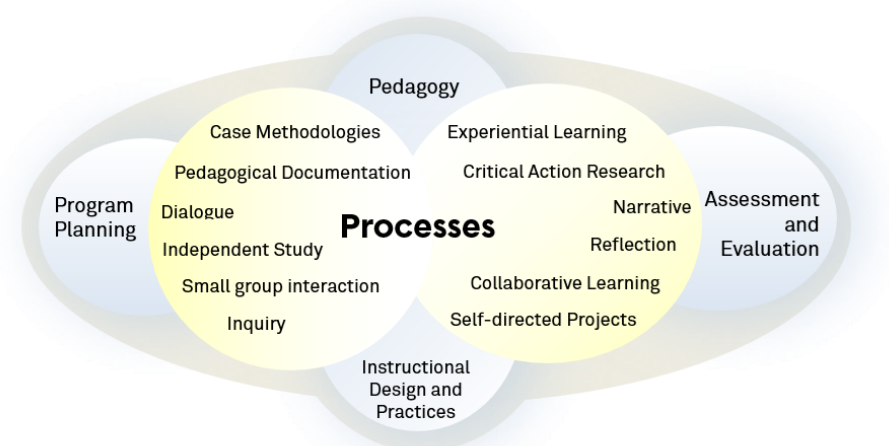 Pedagogy
Case Methodologies
Pedagogical Documentation
Dialogue
Independent Study
Small group interaction
Inquiry
Processes
Experiential Learning
Critical Action Research
Narrative
Reflection
Collaborative Learning
Self-directed Projects
Program
Planning
Assessment
and
Evaluation
Instructional
Design and
Practices